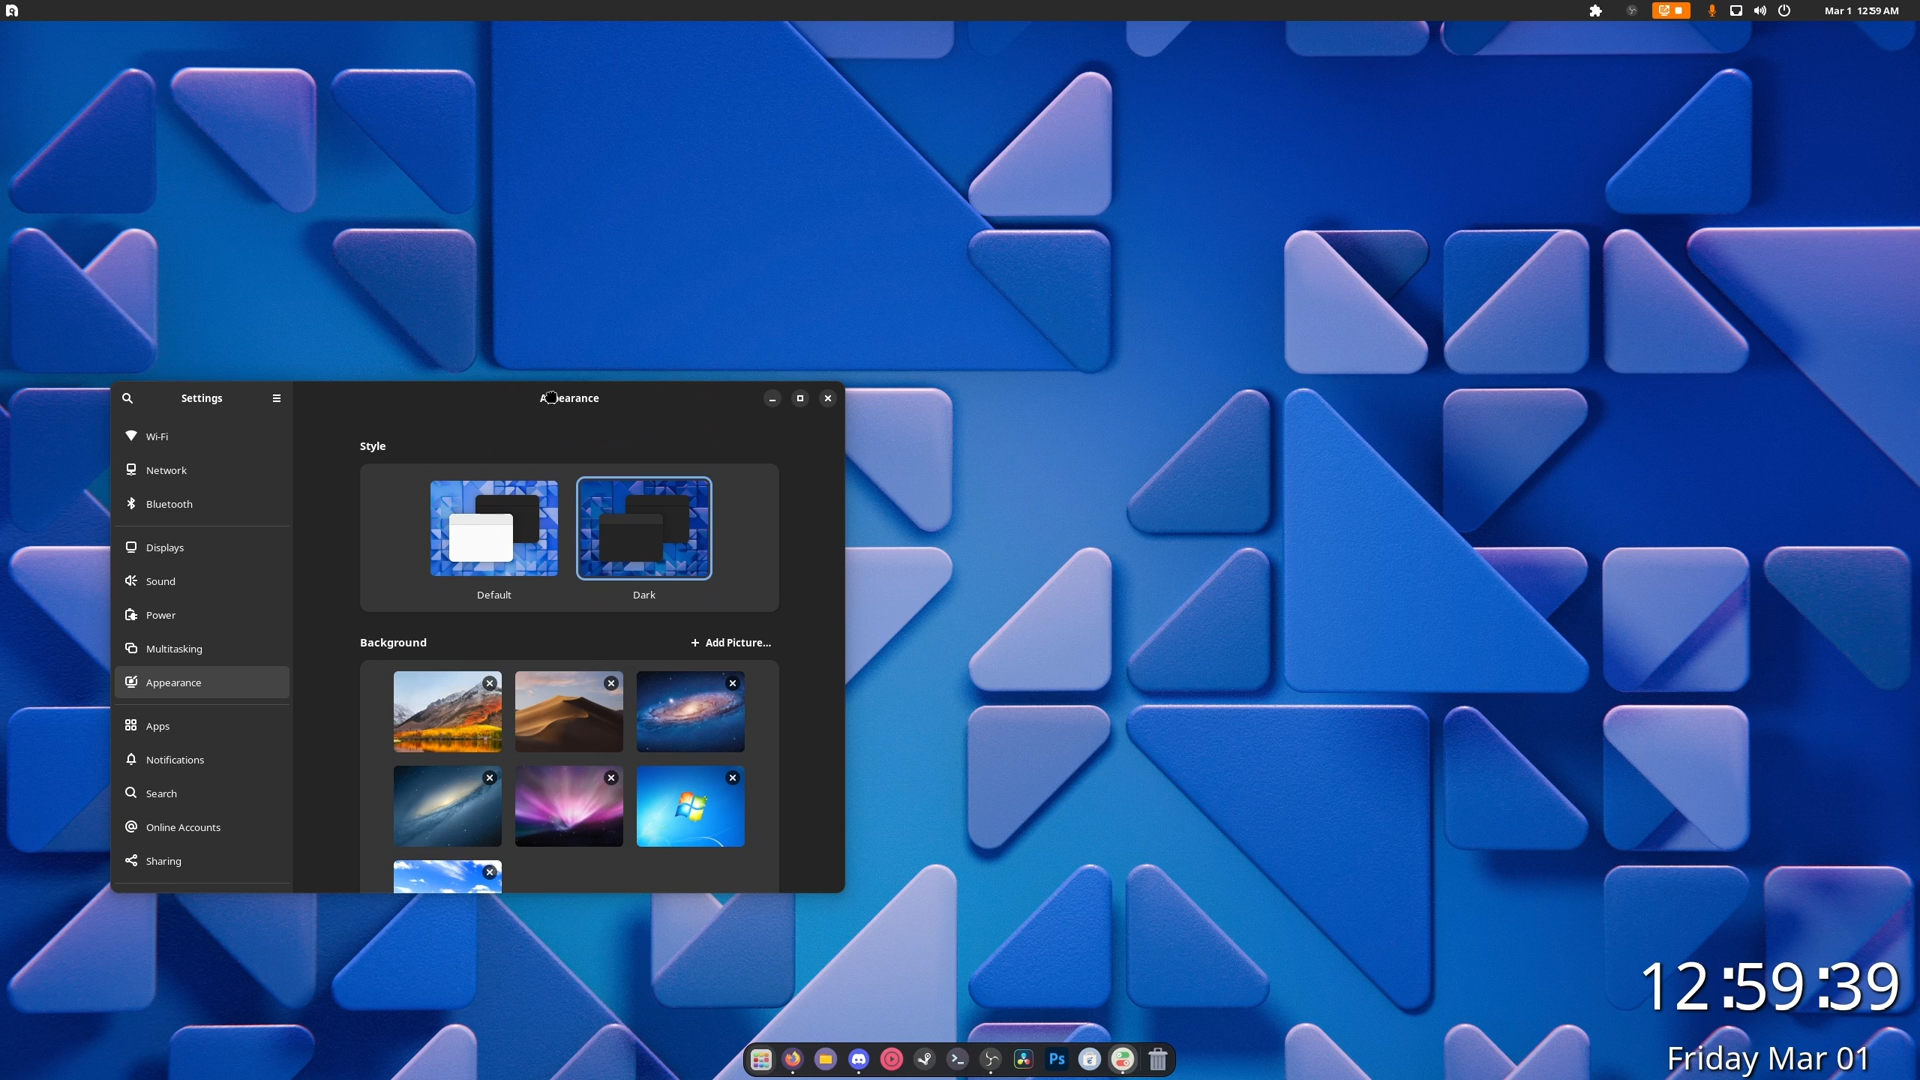 Mar 1 12:59 AM
Settings
Appearance
Wi-Fi
Network
Bluetooth
Displays
Sound
Power
Multitasking
Appearance
Apps
Notifications
Search
Online Accounts
Sharing
Style
Default
Dark
Background
+ Add Picture...
Ps
12:59:39
Friday Mar 01